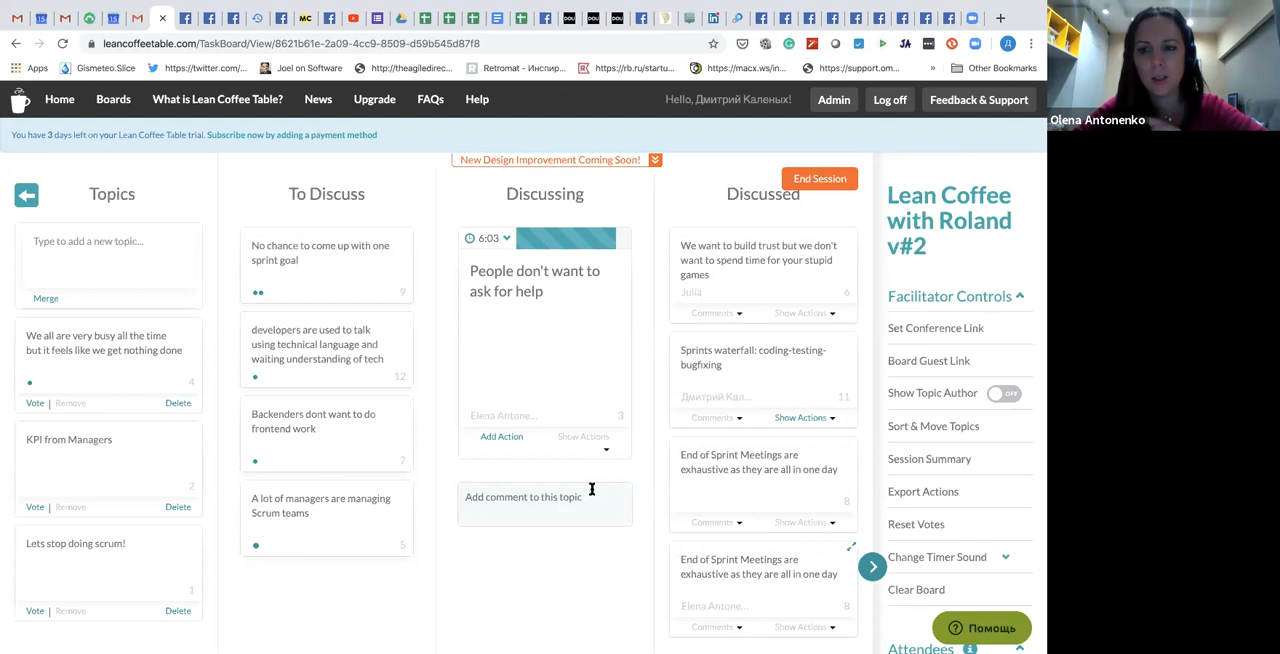 leancoffeetable.com/TaskBoard/View/8621b61e-2a09-4cc9-8509-d59b545d87f8
Apps
Gismeteo.Slice
https://twitter.com/...
Joel on Software
http://theagiledirec...
Retromat - Инспир...
https://rb.ru/startu...
https://macx.ws/in...
https://support.om...
»
Other Bookmarks
Home
Boards
What is Lean Coffee Table?
News
Upgrade
FAQs
Help
Hello, Дмитрий Каленых!
Admin
Log off
Feedback & Support
Olena Antonenko
You have 3 days left on your Lean Coffee Table trial. Subscribe now by adding a payment method
New Design Improvement Coming Soon!
End Session
Topics
Type to add a new topic...
Merge
We all are very busy all the time
but it feels like we get nothing done
4
Vote | Remove
Delete
KPI from Managers
2
Vote | Remove
Delete
Lets stop doing scrum!
1
Vote | Remove
Delete
To Discuss
No chance to come up with one
sprint goal
9
developers are used to talk
using technical language and
waiting understanding of tech
12
Backenders dont want to do
frontend work
7
A lot of managers are managing
Scrum teams
5
Discussing
6:03
People don't want to
ask for help
Elena Antone...
3
Add Action
Show Actions
Add comment to this topic
Discussed
We want to build trust but we don't
want to spend time for your stupid
games
Julia
6
Comments
Show Actions
Sprints waterfall: coding-testing-
bugfixing
Дмитрий Кал...
11
Comments
Show Actions
End of Sprint Meetings are
exhaustive as they are all in one day
8
Comments
Show Actions
End of Sprint Meetings are
exhaustive as they are all in one day
Elena Antone...
8
Comments
Show Actions
Lean Coffee
with Roland
v#2
Facilitator Controls
Set Conference Link
Board Guest Link
Show Topic Author
OFF
Sort & Move Topics
Session Summary
Export Actions
Reset Votes
Change Timer Sound
Clear Board
Помощь
Attendees